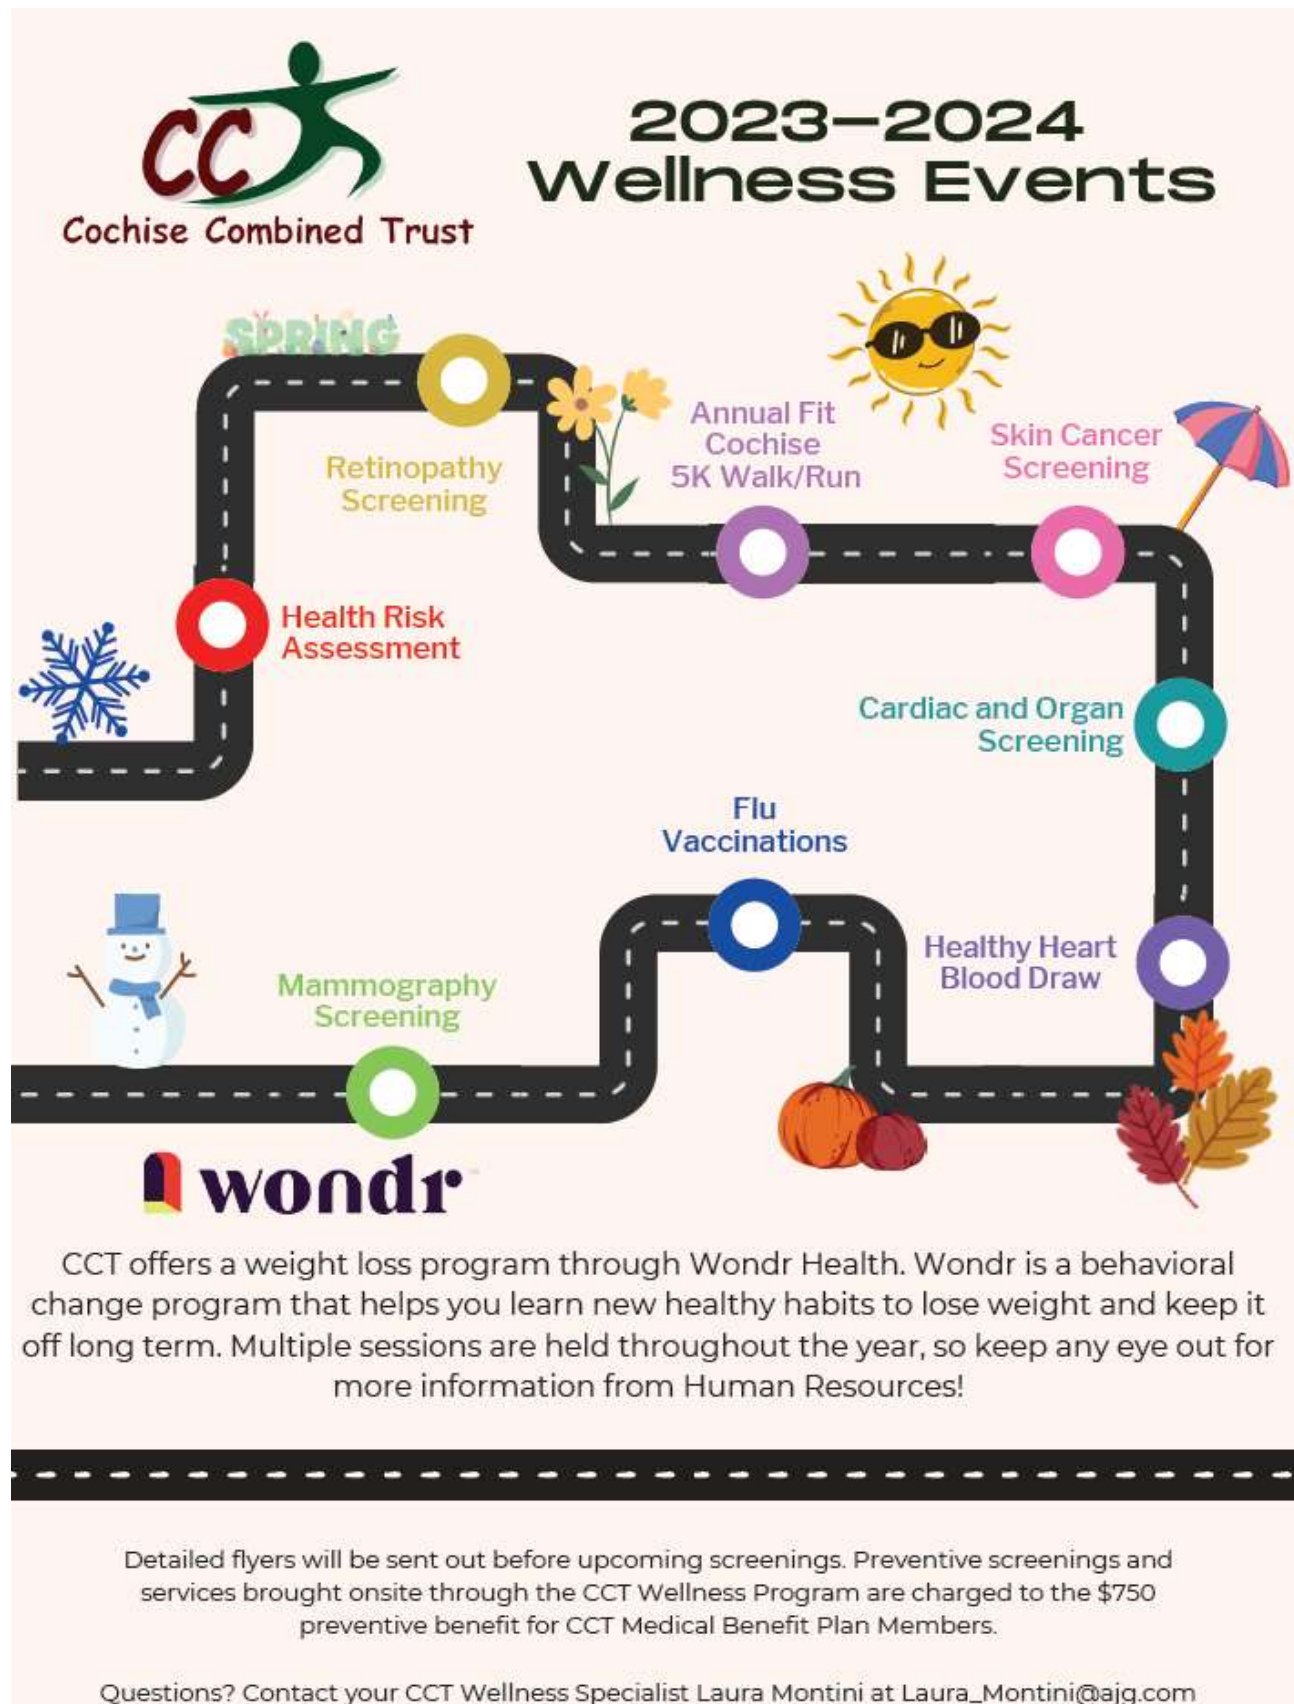 CCT
Cochise Combined Trust
2023—2024
Wellness Events
SPRING
Retinopathy
Screening
Annual Fit
Cochise
5K Walk/Run
Skin Cancer
Screening
Health Risk
Assessment
Cardiac and Organ
Screening
Flu
Vaccinations
Healthy Heart
Blood Draw
Mammography
Screening
wondr
CCT offers a weight loss program through Wondr Health. Wondr is a behavioral
change program that helps you learn new healthy habits to lose weight and keep it
off long term. Multiple sessions are held throughout the year, so keep any eye out for
more information from Human Resources!
Detailed flyers will be sent out before upcoming screenings. Preventive screenings and
services brought onsite through the CCT Wellness Program are charged to the $750
preventive benefit for CCT Medical Benefit Plan Members.
Questions? Contact your CCT Wellness Specialist Laura Montini at Laura_Montini@ajg.com